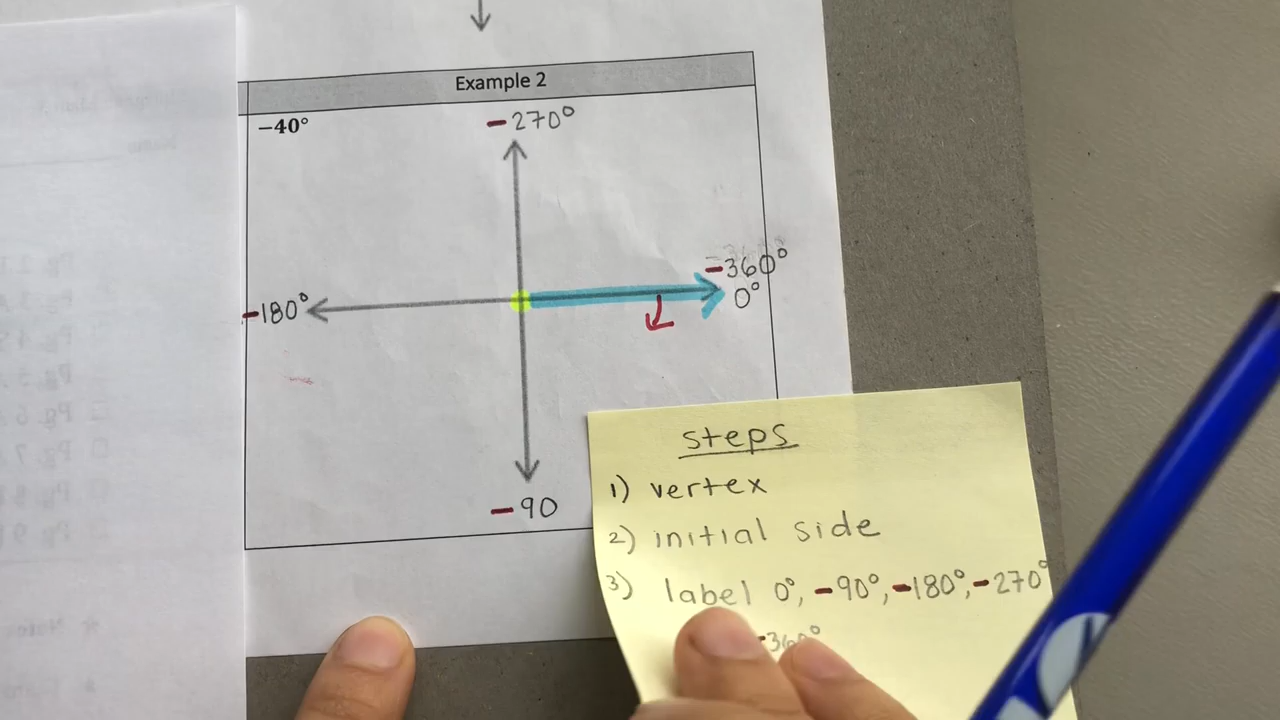 Example 2
−40°
-270°
-360°
0°
-180°
-90
steps
1) vertex
2) initial side
3) label 0°, -90°, -180°, -270°
-360°